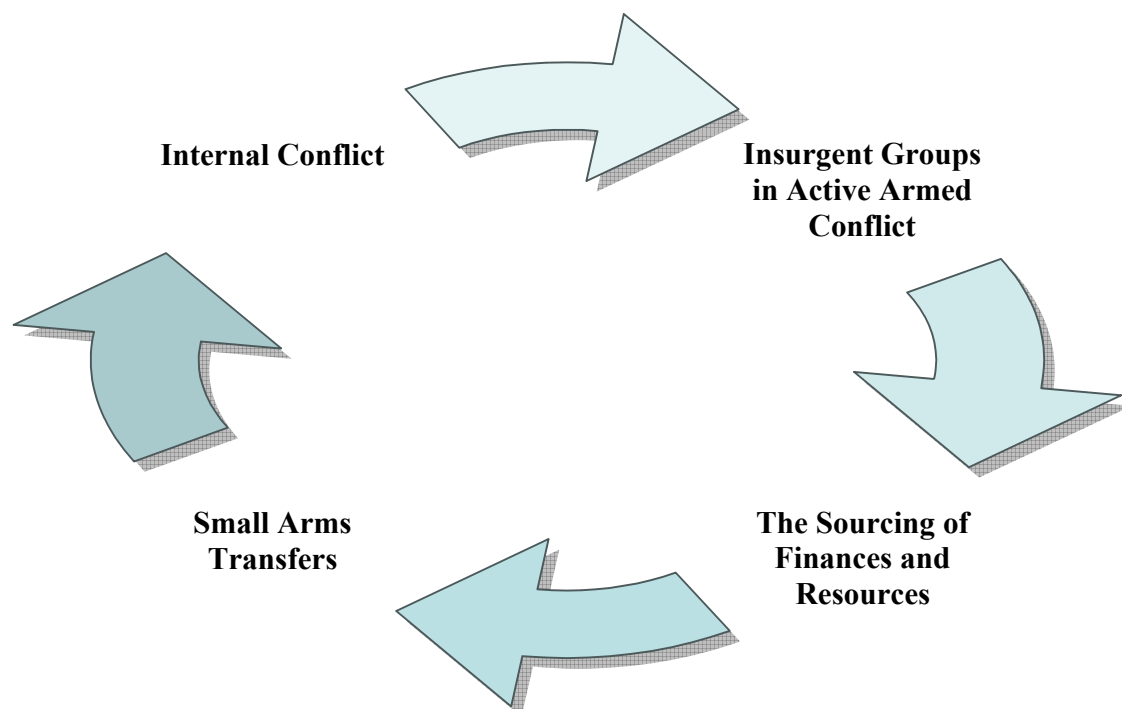 Internal Conflict
Insurgent Groups
in Active Armed
Conflict
Small Arms
Transfers
The Sourcing of
Finances and
Resources